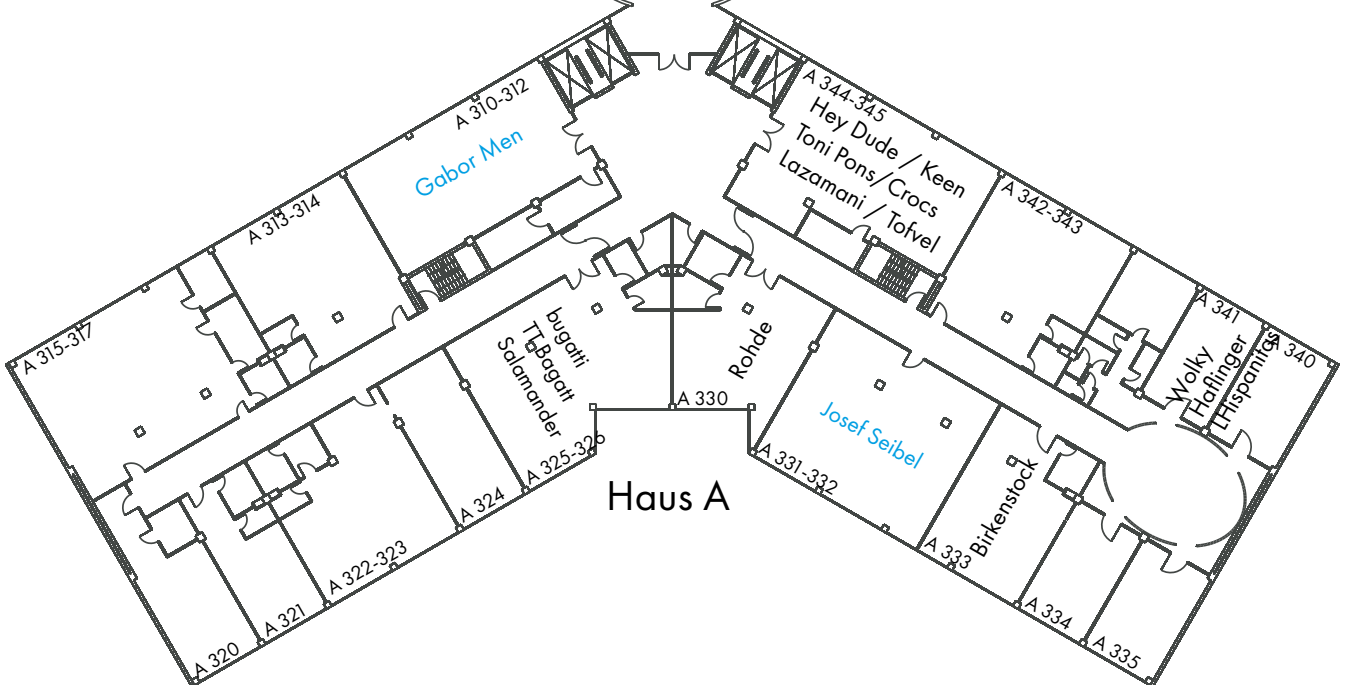 A 310-312
Gabor Men
A 313-314
A 315-317
A 344-345
Hey Dude / Keen
Toni Pons/Crocs
Lazamani / Tofvel
A 342-343
A 341
A 340
Wolky
Haflinger
LHispanitas
bugatti
TT.Bagatt
Salamander
Rohde
A 330
Josef Seibel
Birkenstock
A 325-326
A 324
A 322-323
A 321
A 320
Haus A
A 331-332
A 333
A 334
A 335